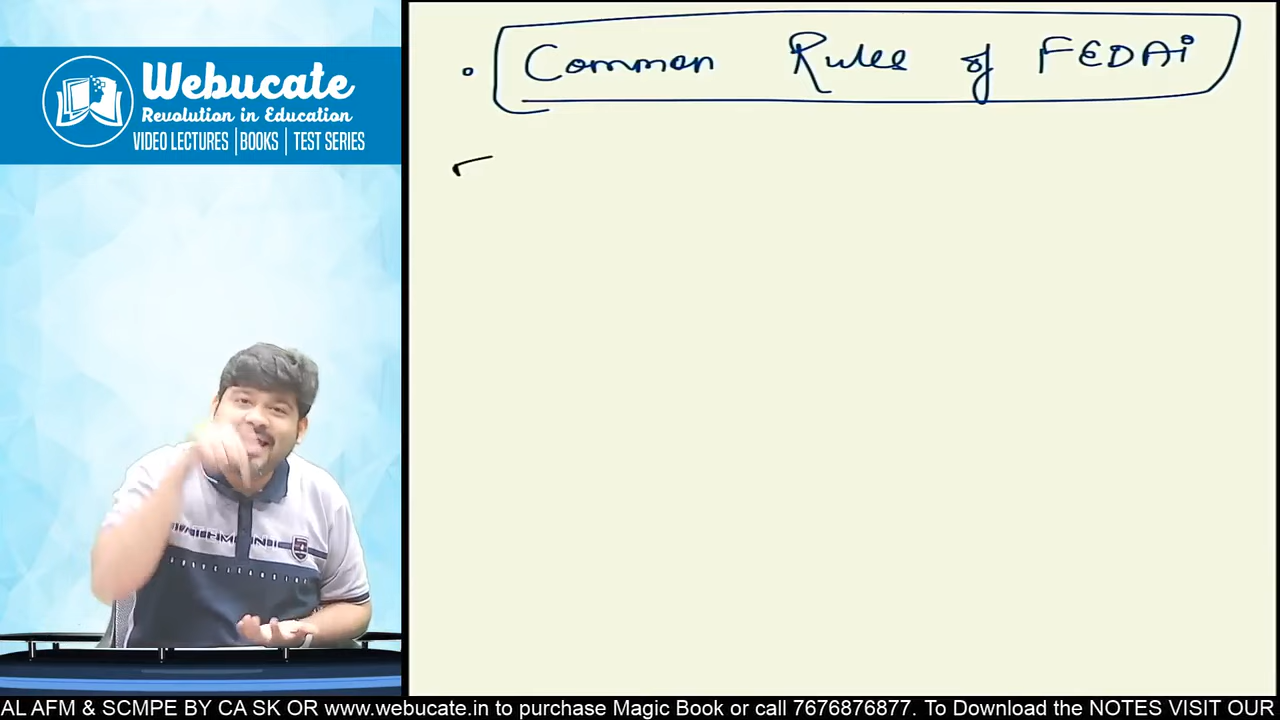 Webucate
Revolution in Education
VIDEO LECTURES | BOOKS | TEST SERIES
Common Rules of FEDAi
STATEMENT
AL AFM & SCMPE BY CA SK OR www.webucate.in to purchase Magic Book or call 7676876877. To Download the NOTES VISIT OUR